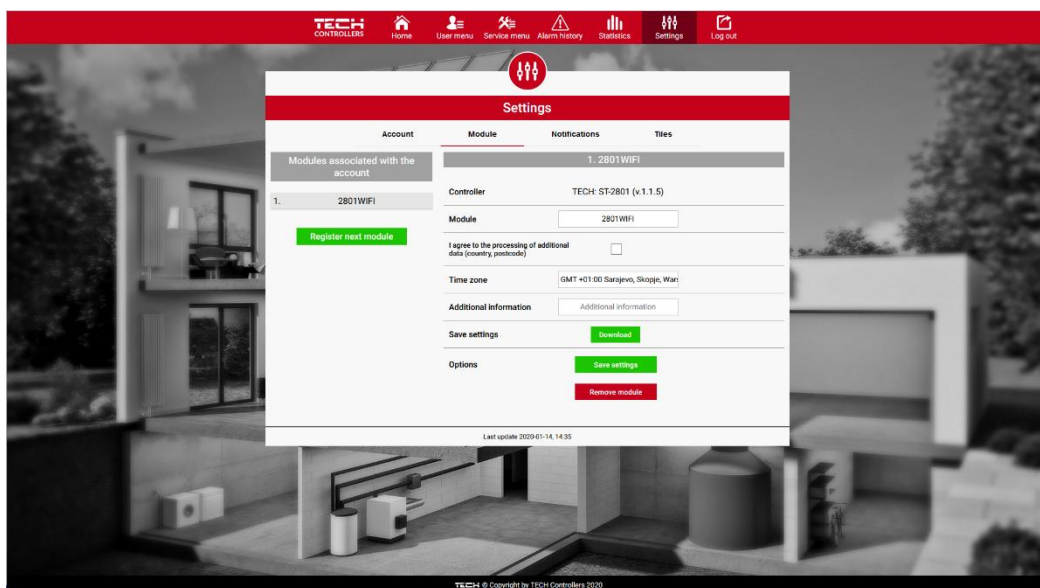 TECH
CONTROLLERS
Home
User menu
Service menu
Alarm history
Statistics
Settings
Log out
Settings
Account
Module
Notifications
Tiles
Modules associated with the
account
1. 2801WIFI
Register next module
1. 2801WIFI
Controller TECH: ST-2801 (v.1.1.5)
Module 2801WIFI
I agree to the processing of additional
data (country, postcode)
Time zone GMT +01:00 Sarajevo, Skopje, Wars
Additional information Additional information
Save settings Download
Options Save settings
Remove module
Last update 2020-01-14, 14:35
TECH © Copyright by TECH Controllers 2020